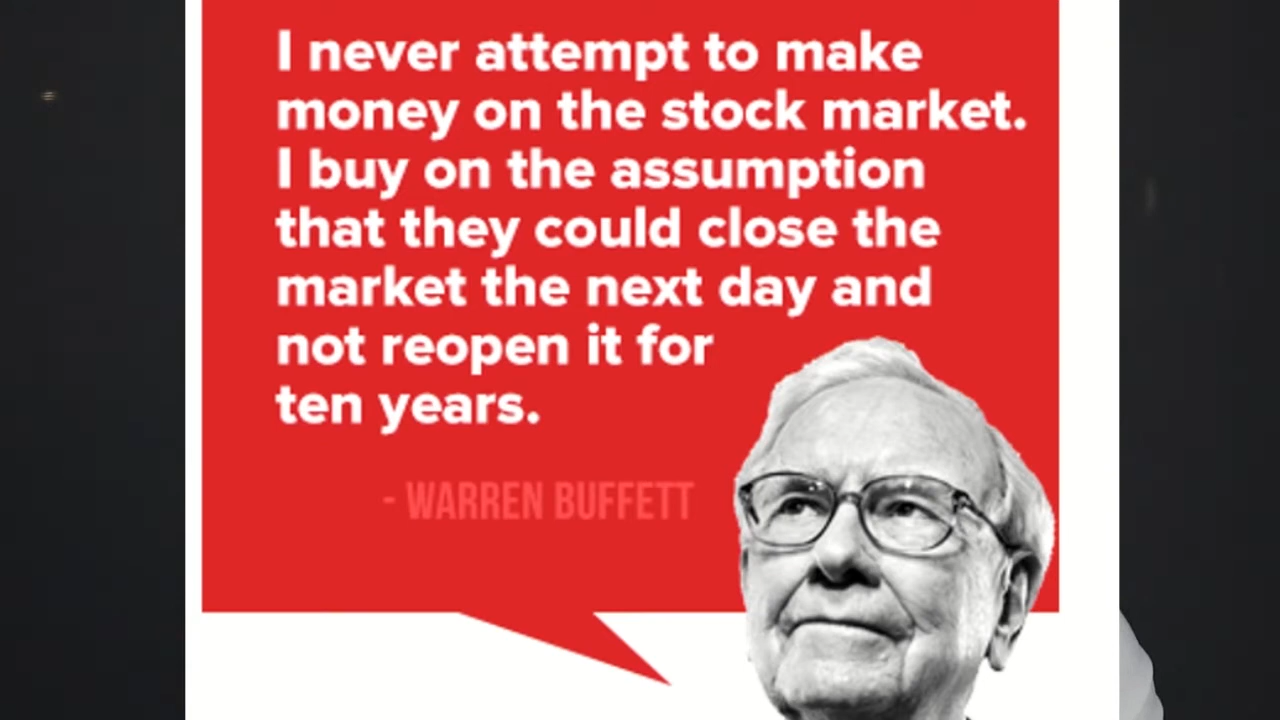 I never attempt to make
money on the stock market.
I buy on the assumption
that they could close the
market the next day and
not reopen it for
ten years.
- WARREN BUFFETT